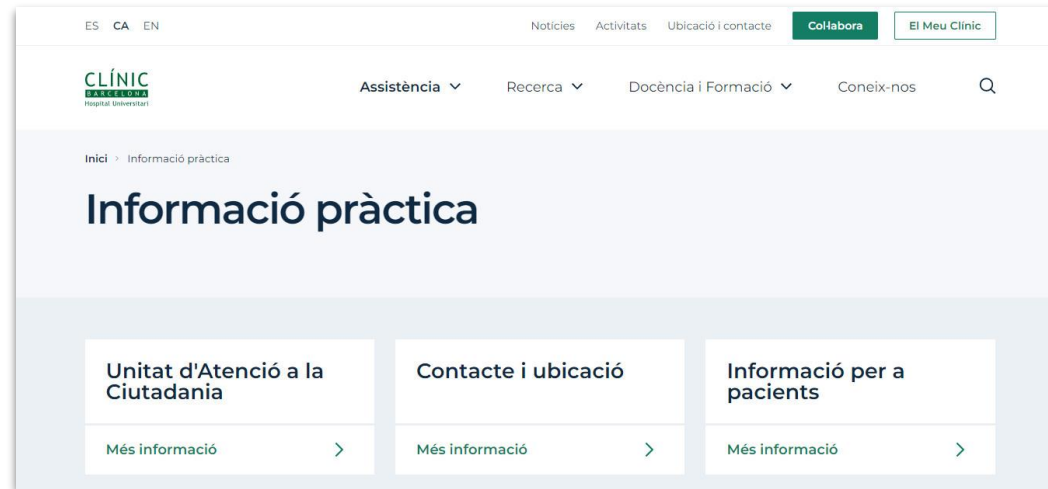 ES CA EN Notícies Activitats Ubicació i contacte Col·labora El Meu Clínic
CLÍNIC
BARCELONA
Hospital Universitari
Assistència Recerca Docència i Formació Coneix-nos
Inici > Informació pràctica
Informació pràctica
Unitat d'Atenció a la
Ciutadania
Contacte i ubicació
Informació per a
pacients
Més informació
Més informació
Més informació